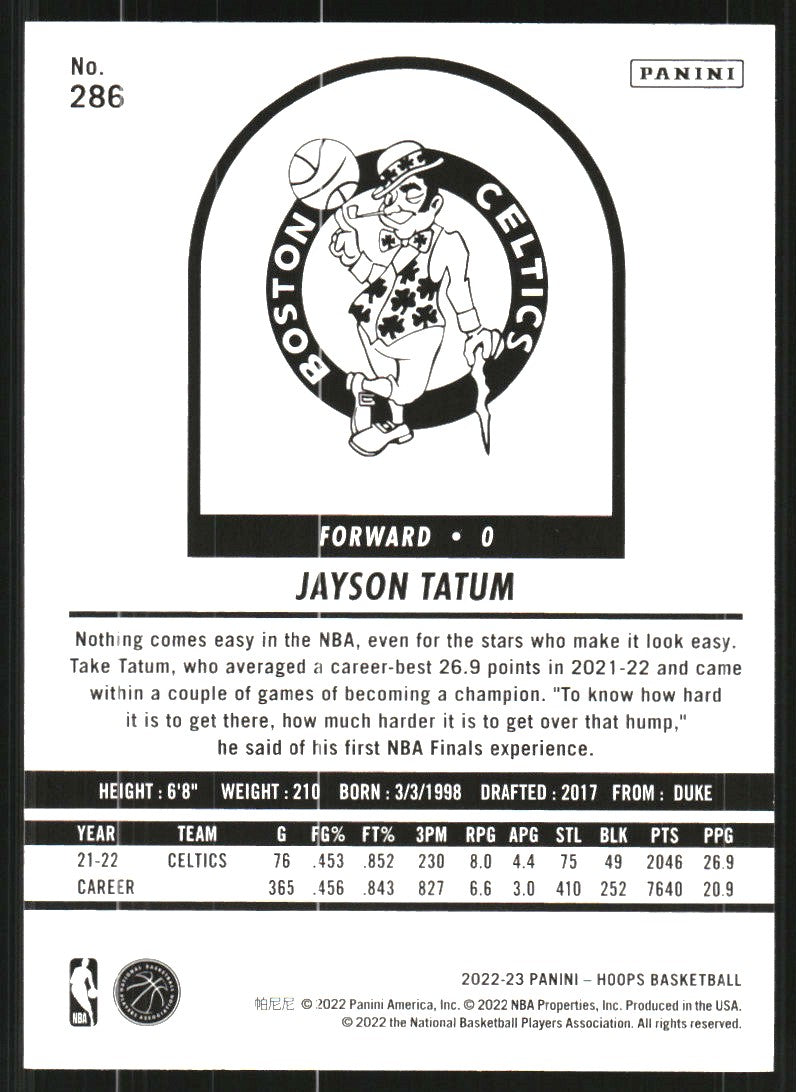 No.
286
PANINI
BOSTON CELTICS
FORWARD • 0
JAYSON TATUM
Nothing comes easy in the NBA, even for the stars who make it look easy.
Take Tatum, who averaged a career-best 26.9 points in 2021-22 and came
within a couple of games of becoming a champion. "To know how hard
it is to get there, how much harder it is to get over that hump,"
he said of his first NBA Finals experience.
HEIGHT : 6'8" WEIGHT : 210 BORN : 3/3/1998 DRAFTED : 2017 FROM : DUKE
YEAR TEAM G FG% FT% 3PM RPG APG STL BLK PTS PPG
21-22 CELTICS 76 .453 .852 230 8.0 4.4 75 49 2046 26.9
CAREER 365 .456 .843 827 6.6 3.0 410 252 7640 20.9
NBA
NATIONAL BASKETBALL PLAYERS ASSOCIATION
2022-23 PANINI – HOOPS BASKETBALL
帕尼尼 © 2022 Panini America, Inc. © 2022 NBA Properties, Inc. Produced in the USA.
© 2022 the National Basketball Players Association. All rights reserved.